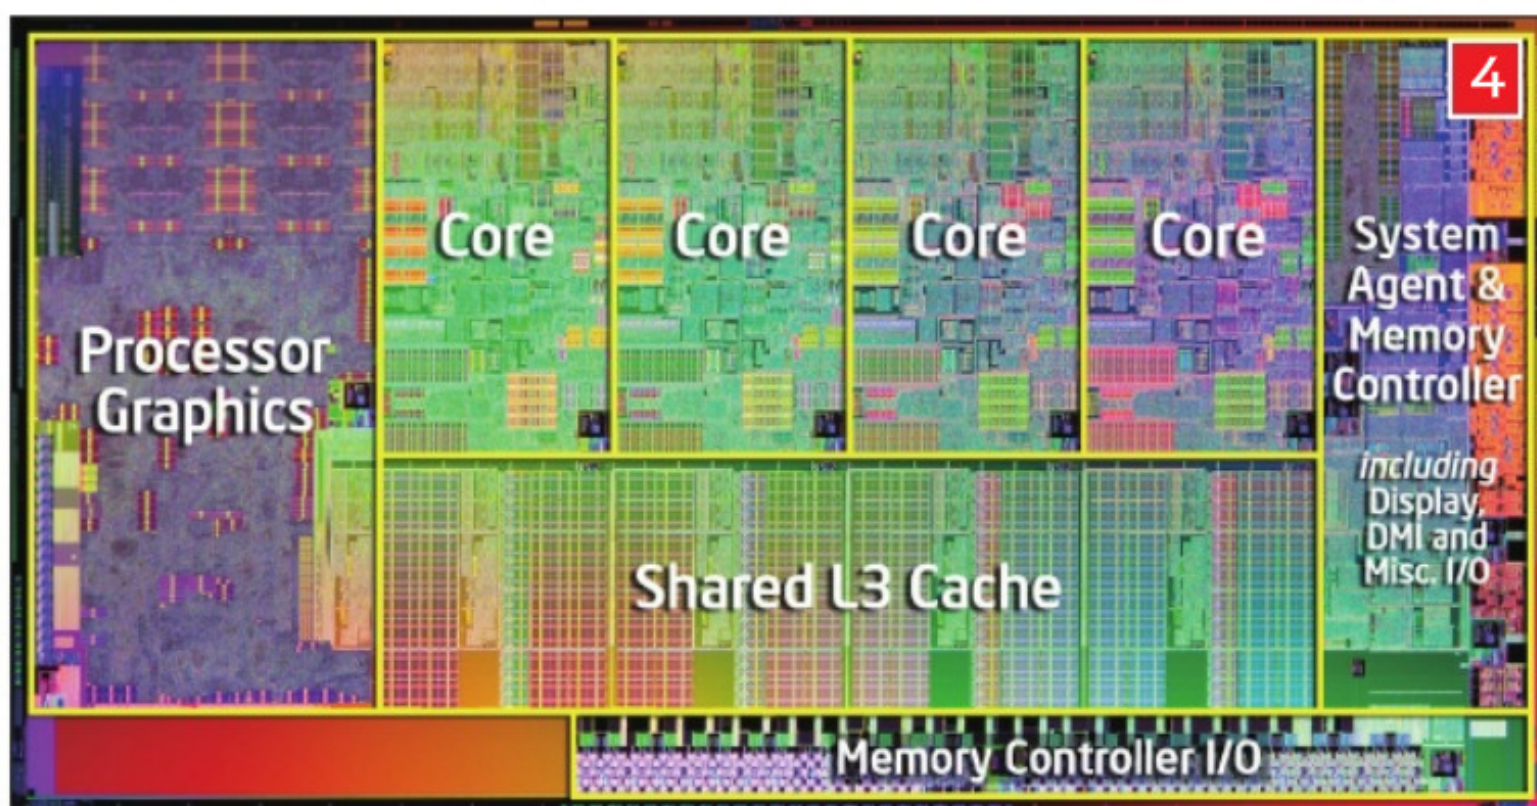 4
Processor
Graphics
Core
Core
Core
Core
System
Agent &
Memory
Controller
including
Display,
DMI and
Misc. I/O
Shared L3 Cache
Memory Controller I/O